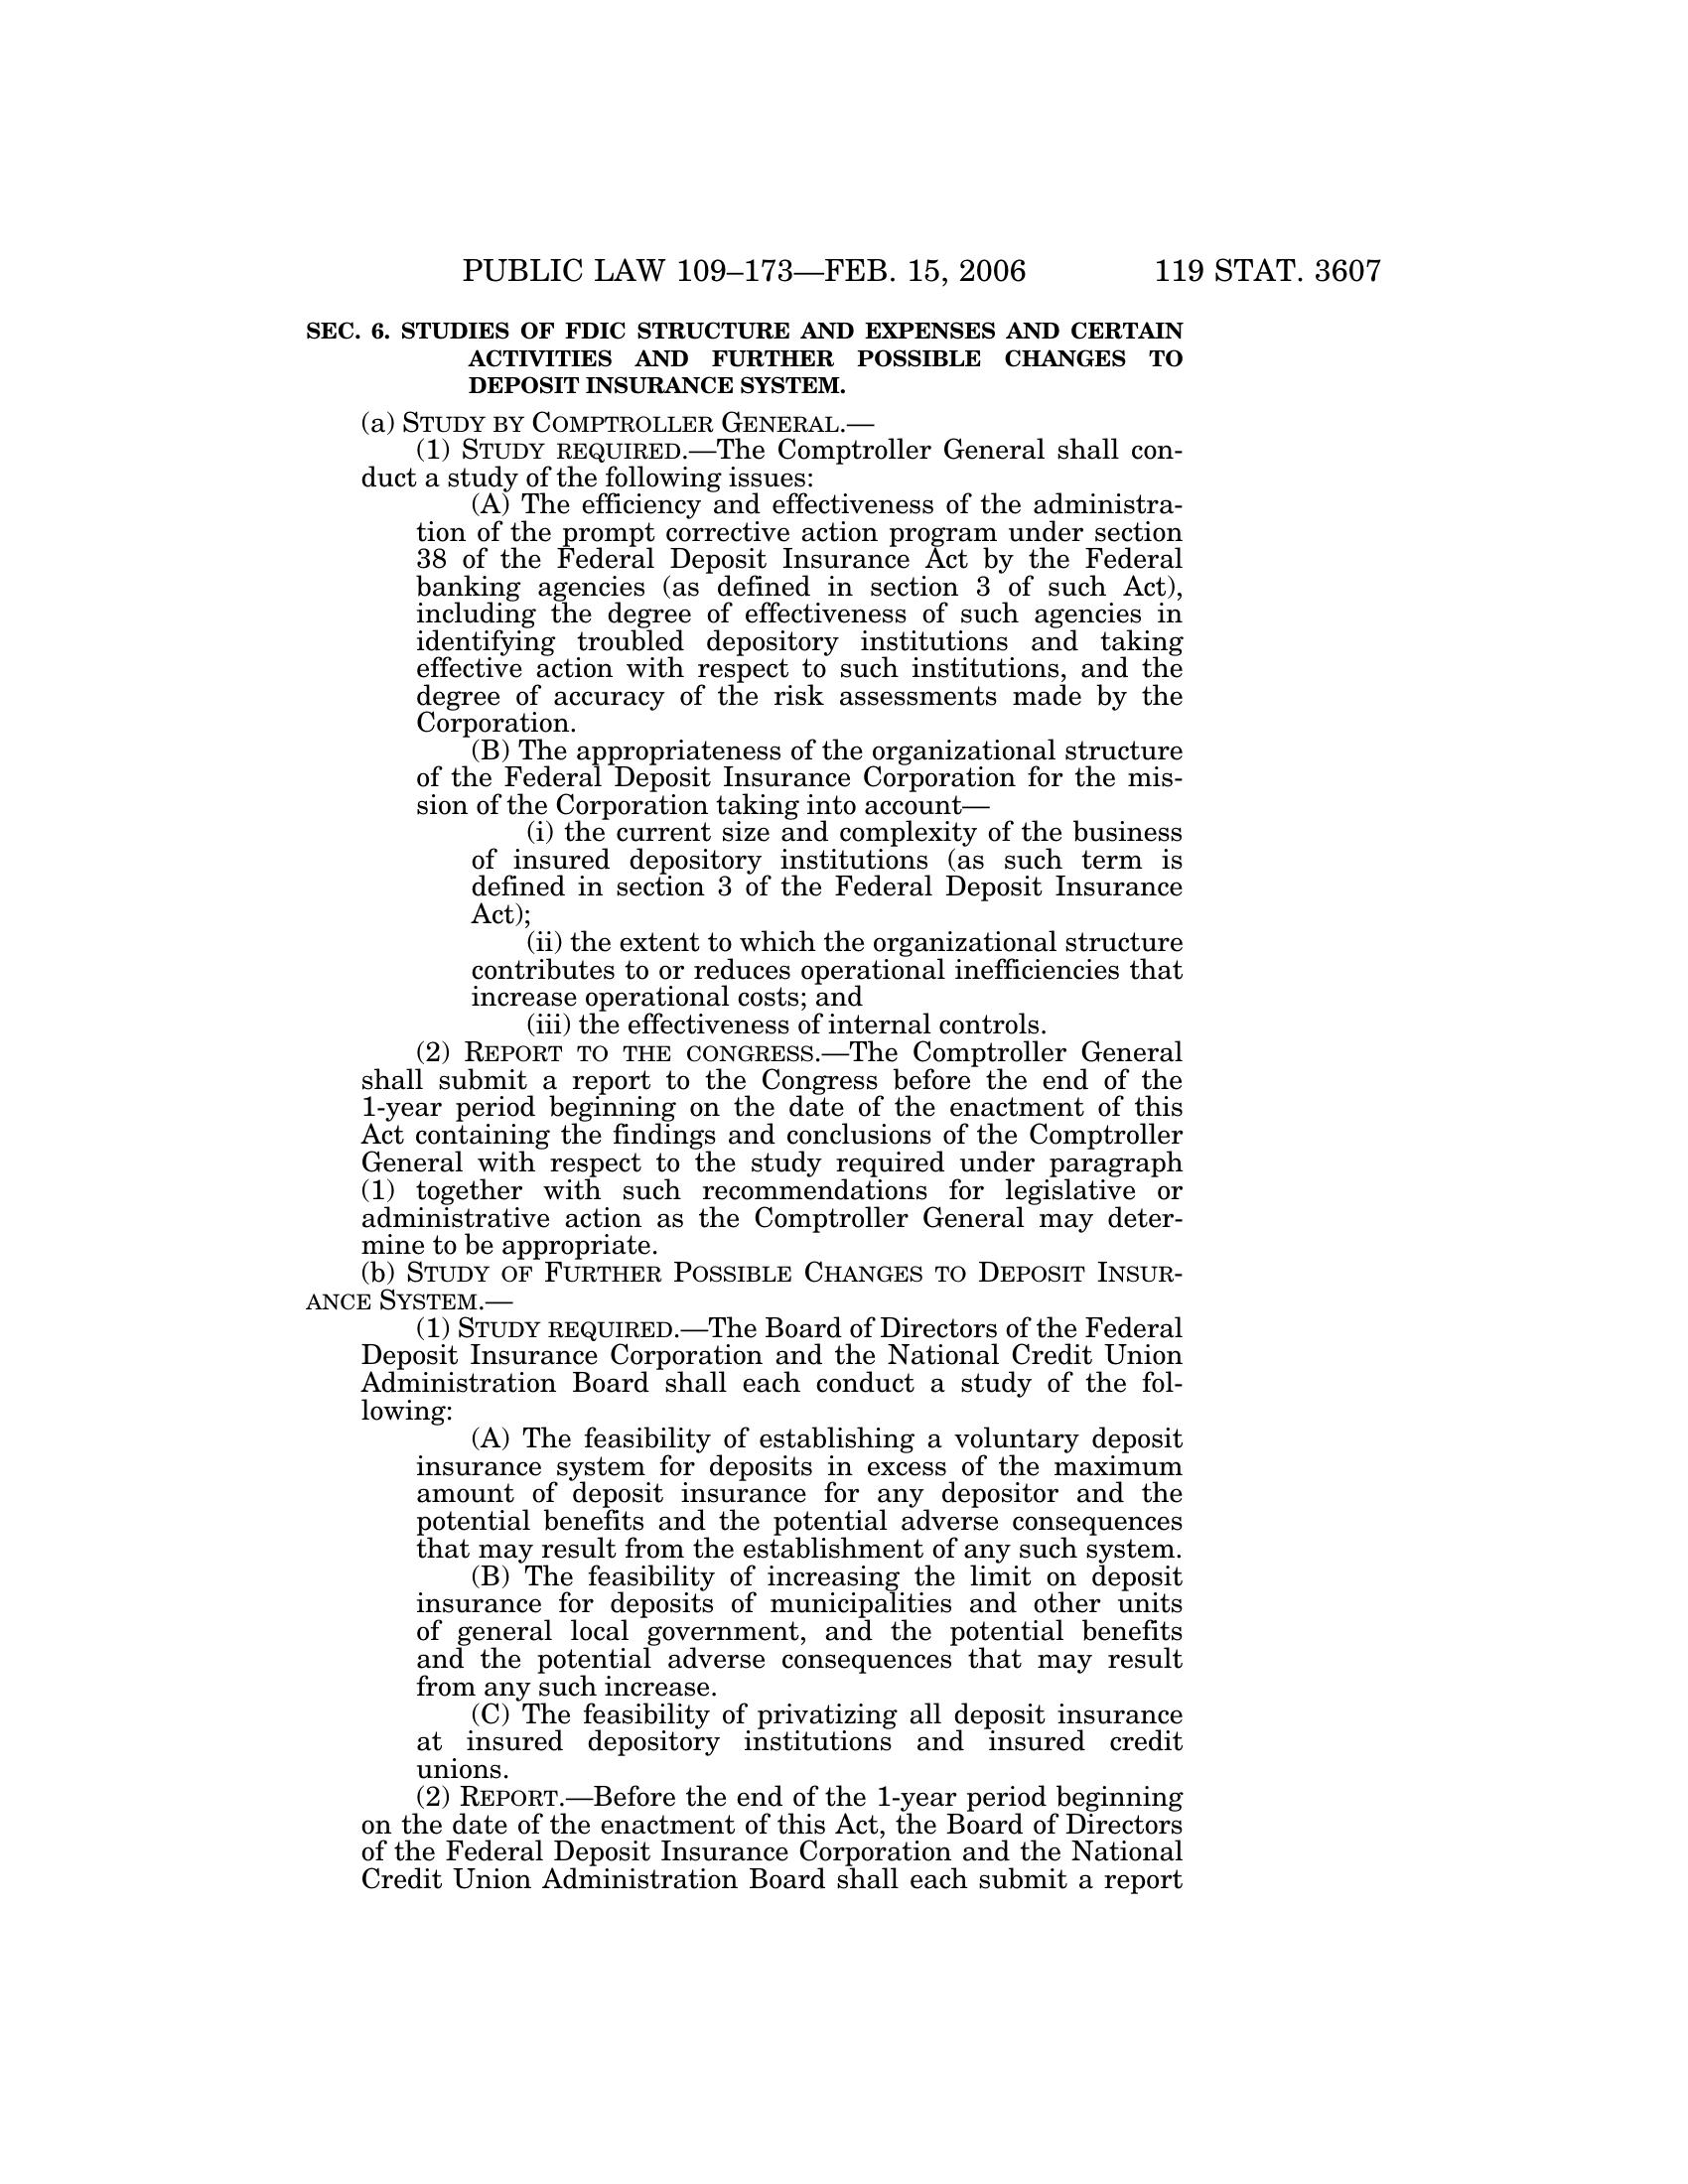 PUBLIC LAW 109–173—FEB. 15, 2006 119 STAT. 3607
SEC. 6. STUDIES OF FDIC STRUCTURE AND EXPENSES AND CERTAIN
ACTIVITIES AND FURTHER POSSIBLE CHANGES TO
DEPOSIT INSURANCE SYSTEM.
(a) STUDY BY COMPTROLLER GENERAL.—
(1) STUDY REQUIRED.—The Comptroller General shall con-
duct a study of the following issues:
(A) The efficiency and effectiveness of the administra-
tion of the prompt corrective action program under section
38 of the Federal Deposit Insurance Act by the Federal
banking agencies (as defined in section 3 of such Act),
including the degree of effectiveness of such agencies in
identifying troubled depository institutions and taking
effective action with respect to such institutions, and the
degree of accuracy of the risk assessments made by the
Corporation.
(B) The appropriateness of the organizational structure
of the Federal Deposit Insurance Corporation for the mis-
sion of the Corporation taking into account—
(i) the current size and complexity of the business
of insured depository institutions (as such term is
defined in section 3 of the Federal Deposit Insurance
Act);
(ii) the extent to which the organizational structure
contributes to or reduces operational inefficiencies that
increase operational costs; and
(iii) the effectiveness of internal controls.
(2) REPORT TO THE CONGRESS.—The Comptroller General
shall submit a report to the Congress before the end of the
1-year period beginning on the date of the enactment of this
Act containing the findings and conclusions of the Comptroller
General with respect to the study required under paragraph
(1) together with such recommendations for legislative or
administrative action as the Comptroller General may deter-
mine to be appropriate.
(b) STUDY OF FURTHER POSSIBLE CHANGES TO DEPOSIT INSUR-
ANCE SYSTEM.—
(1) STUDY REQUIRED.—The Board of Directors of the Federal
Deposit Insurance Corporation and the National Credit Union
Administration Board shall each conduct a study of the fol-
lowing:
(A) The feasibility of establishing a voluntary deposit
insurance system for deposits in excess of the maximum
amount of deposit insurance for any depositor and the
potential benefits and the potential adverse consequences
that may result from the establishment of any such system.
(B) The feasibility of increasing the limit on deposit
insurance for deposits of municipalities and other units
of general local government, and the potential benefits
and the potential adverse consequences that may result
from any such increase.
(C) The feasibility of privatizing all deposit insurance
at insured depository institutions and insured credit
unions.
(2) REPORT.—Before the end of the 1-year period beginning
on the date of the enactment of this Act, the Board of Directors
of the Federal Deposit Insurance Corporation and the National
Credit Union Administration Board shall each submit a report